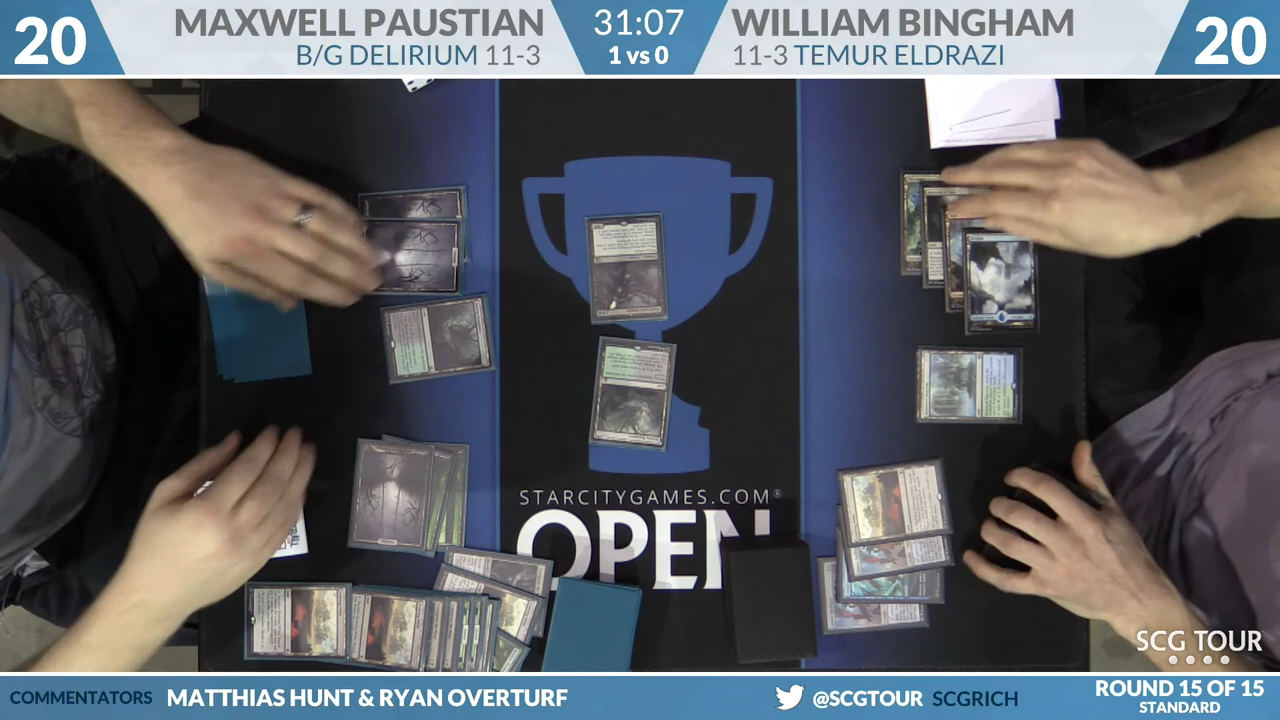 20
MAXWELL PAUSTIAN
B/G DELIRIUM 11-3
31:07
1 vs 0
WILLIAM BINGHAM
11-3 TEMUR ELDRAZI
20
STARCITYGAMES.COM®
OPEN
SCG TOUR
COMMENTATORS MATTHIAS HUNT & RYAN OVERTURF
@SCGTOUR SCGRICH
ROUND 15 OF 15
STANDARD